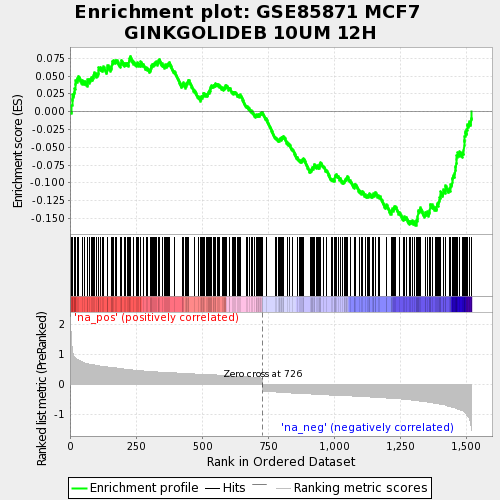 Enrichment plot: GSE85871 MCF7
GINKGOLIDEB 10UM 12H
Enrichment score (ES)
0.075
0.050
0.025
0.000
-0.025
-0.050
-0.075
-0.100
-0.125
-0.150
'na_pos' (positively correlated)
Ranked list metric (PreRanked)
2
1
0
-1
Zero cross at 726
'na_neg' (negatively correlated)
0
250
500
750
1,000
1,250
1,500
Rank in Ordered Dataset
Enrichment profile
Hits
Ranking metric scores